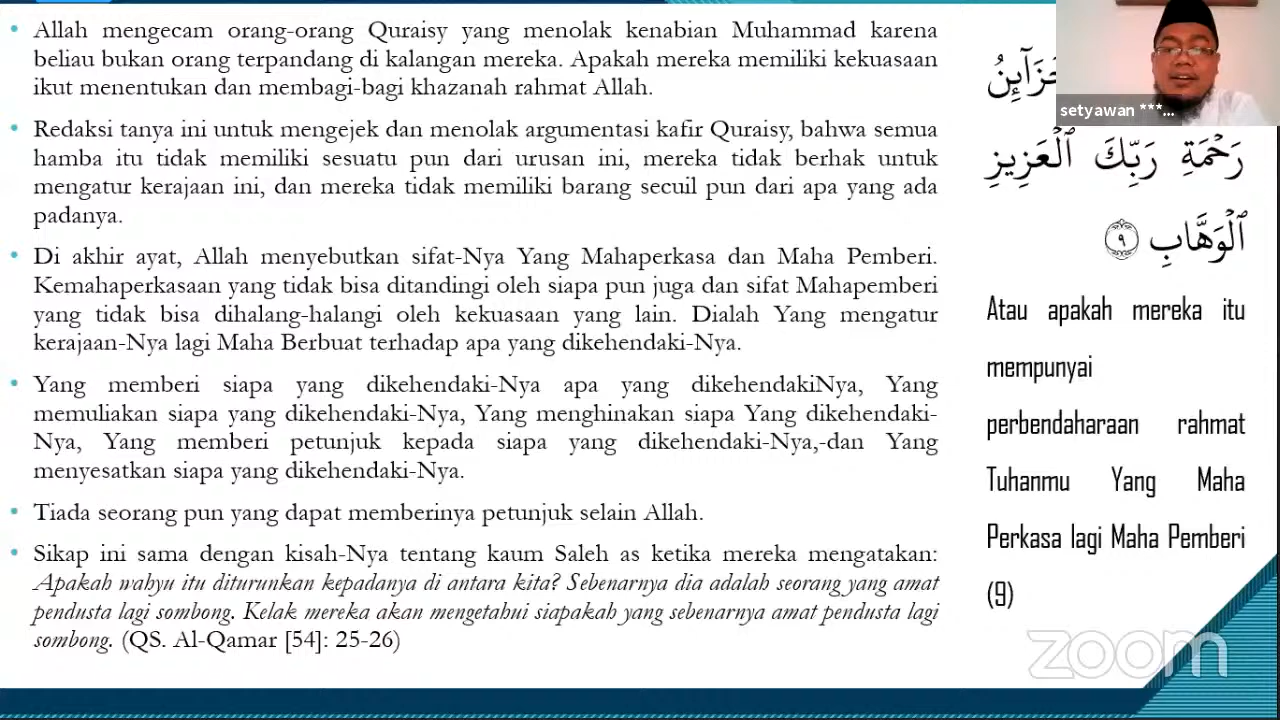 Allah mengecam orang-orang Quraisy yang menolak kenabian Muhammad karena
beliau bukan orang terpandang di kalangan mereka. Apakah mereka memiliki kekuasaan
ikut menentukan dan membagi-bagi khazanah rahmat Allah.
Redaksi tanya ini untuk mengejek dan menolak argumentasi kafir Quraisy, bahwa semua
hamba itu tidak memiliki sesuatu pun dari urusan ini, mereka tidak berhak untuk
mengatur kerajaan ini, dan mereka tidak memiliki barang secuil pun dari apa yang ada
padanya.
Di akhir ayat, Allah menyebutkan sifat-Nya Yang Mahaperkasa dan Maha Pemberi.
Kemahaperkasaan yang tidak bisa ditandingi oleh siapa pun juga dan sifat Mahapemberi
yang tidak bisa dihalang-halangi oleh kekuasaan yang lain. Dialah Yang mengatur
kerajaan-Nya lagi Maha Berbuat terhadap apa yang dikehendaki-Nya.
Yang memberi siapa yang dikehendaki-Nya apa yang dikehendakiNya, Yang
memuliakan siapa yang dikehendaki-Nya, Yang menghinakan siapa Yang dikehendaki-
Nya, Yang memberi petunjuk kepada siapa yang dikehendaki-Nya,-dan Yang
menyesatkan siapa yang dikehendaki-Nya.
Tiada seorang pun yang dapat memberinya petunjuk selain Allah.
Sikap ini sama dengan kisah-Nya tentang kaum Saleh as ketika mereka mengatakan:
Apakah wahyu itu diturunkan kepadanya di antara kita? Sebenarnya dia adalah seorang yang amat
pendusta lagi sombong. Kelak mereka akan mengetahui siapakah yang sebenarnya amat pendusta lagi
sombong. (QS. Al-Qamar [54]: 25-26)
setyawan ***...
رَحۡمَةِ رَبِّكَ ٱلۡعَزِيزِ
ٱلۡوَهَّابِ ٩
Atau apakah mereka itu
mempunyai
perbendaharaan rahmat
Tuhanmu Yang Maha
Perkasa lagi Maha Pemberi
(9)
zoom